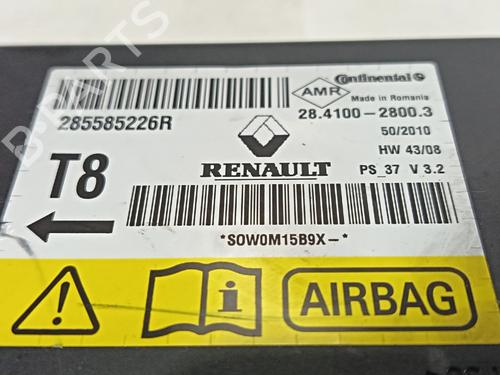 B-PARTS
Continental
AMR
Made in Romania
285585226R
28.4100-2800.3
50/2010
T8
HW 43/08
RENAULT
PS_37 V 3.2
*S0W0M15B9X-*
i
AIRBAG